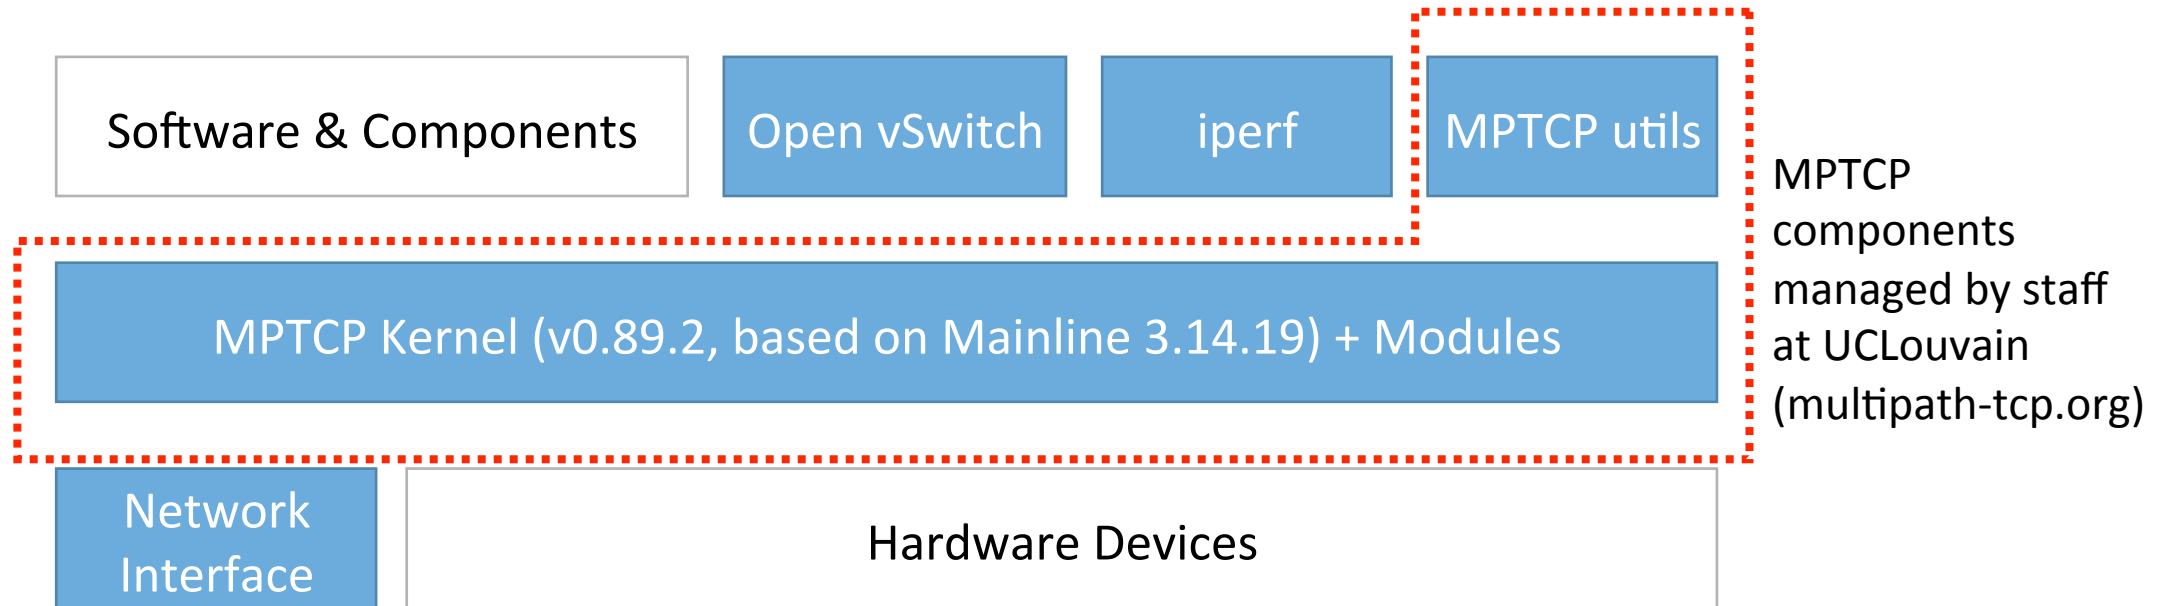 Software & Components
Open vSwitch
iperf
MPTCP utils
MPTCP
components
managed by staff
at UCLouvain
(multipath-tcp.org)
MPTCP Kernel (v0.89.2, based on Mainline 3.14.19) + Modules
Network
Interface
Hardware Devices